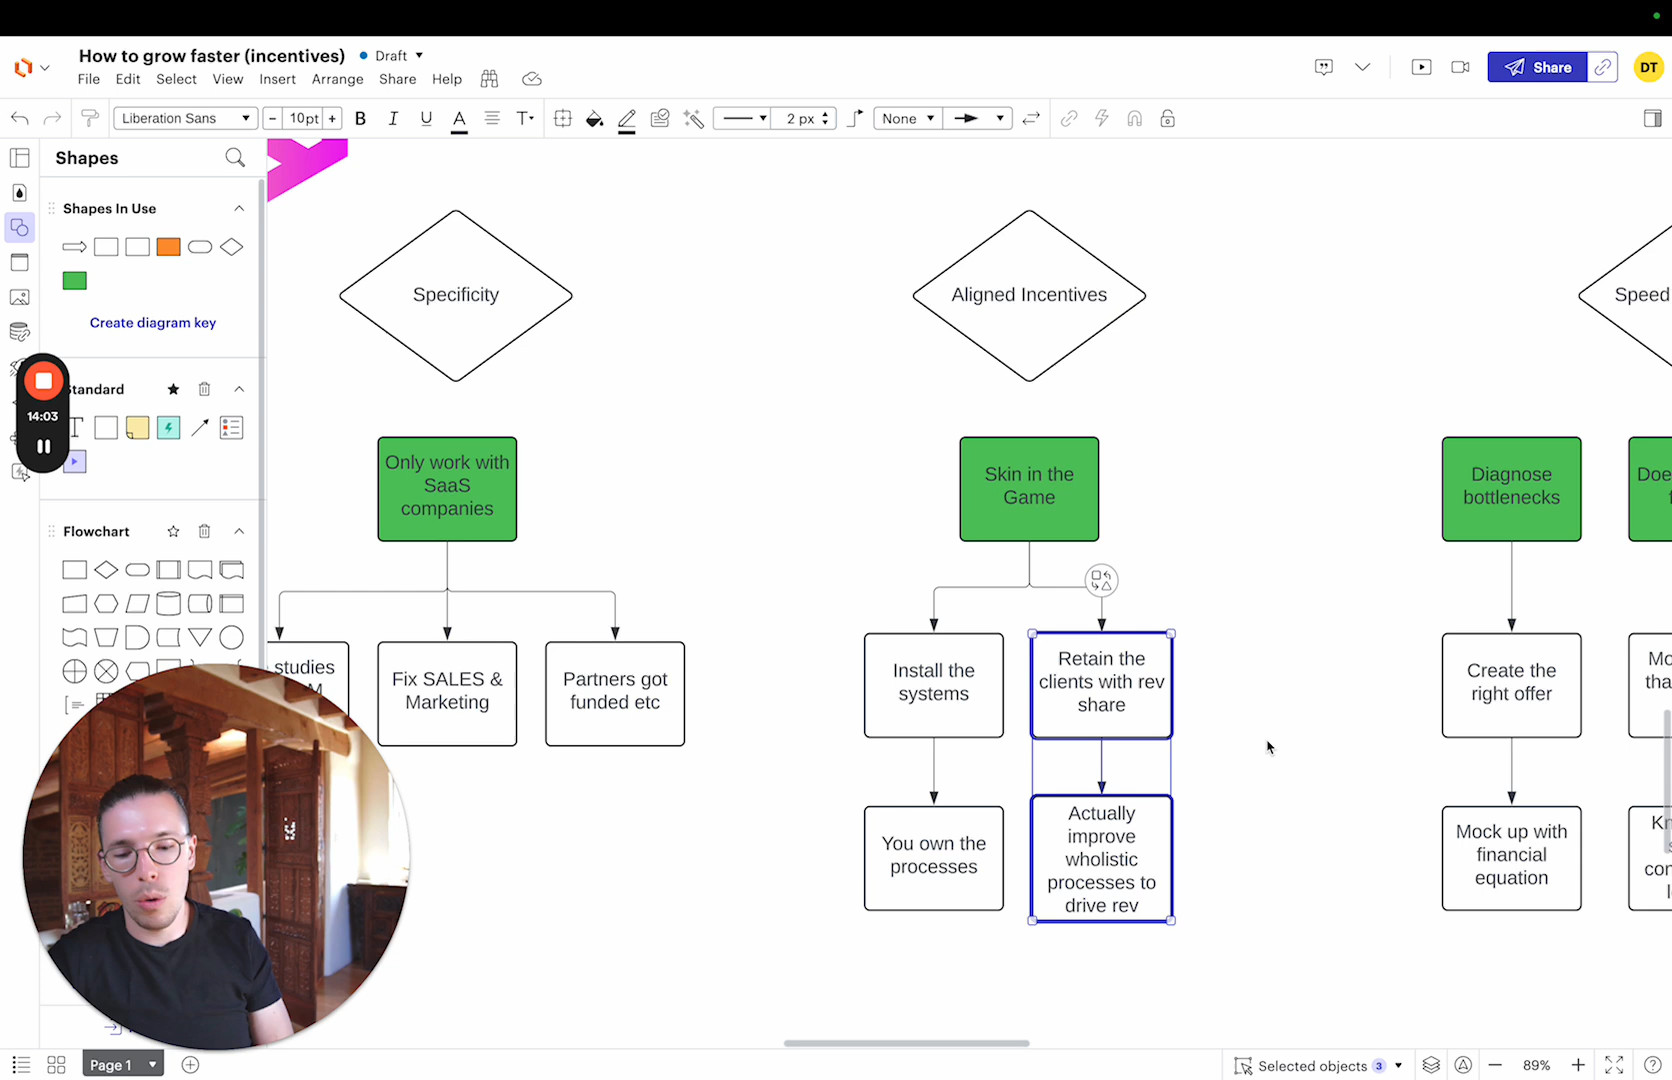 How to grow faster (incentives)
Draft
File Edit Select View Insert Arrange Share Help
Share
DT
Liberation Sans
10pt
B I U A T
2 px
None
Shapes
Shapes In Use
Create diagram key
Standard
14:03
T
Flowchart
Specificity
Aligned Incentives
Speed
Only work with
SaaS
companies
Skin in the
Game
Diagnose
bottlenecks
studies
Fix SALES &
Marketing
Partners got
funded etc
Install the
systems
Retain the
clients with rev
share
Create the
right offer
You own the
processes
Actually
improve
wholistic
processes to
drive rev
Mock up with
financial
equation
Page 1
Selected objects 3
89%